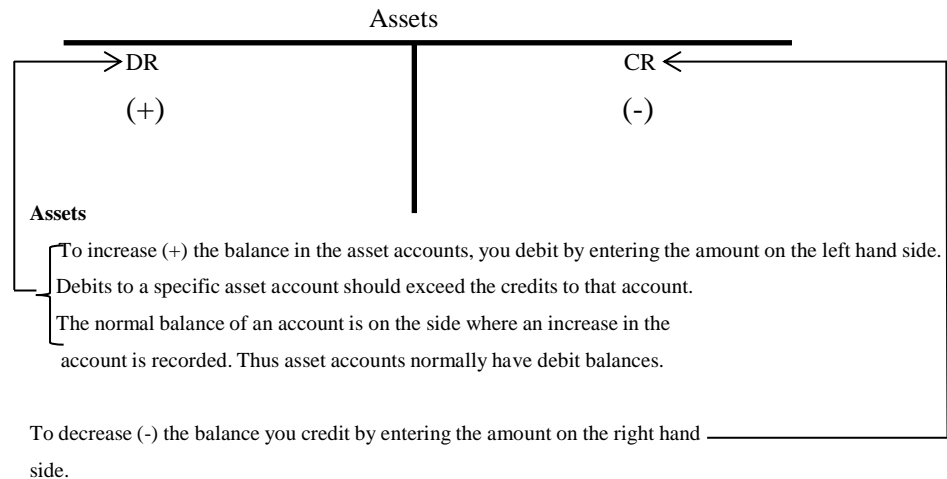 Assets
DR CR
(+) (-)
Assets
To increase (+) the balance in the asset accounts, you debit by entering the amount on the left hand side.
Debits to a specific asset account should exceed the credits to that account.
The normal balance of an account is on the side where an increase in the
account is recorded. Thus asset accounts normally have debit balances.
To decrease (-) the balance you credit by entering the amount on the right hand
side.